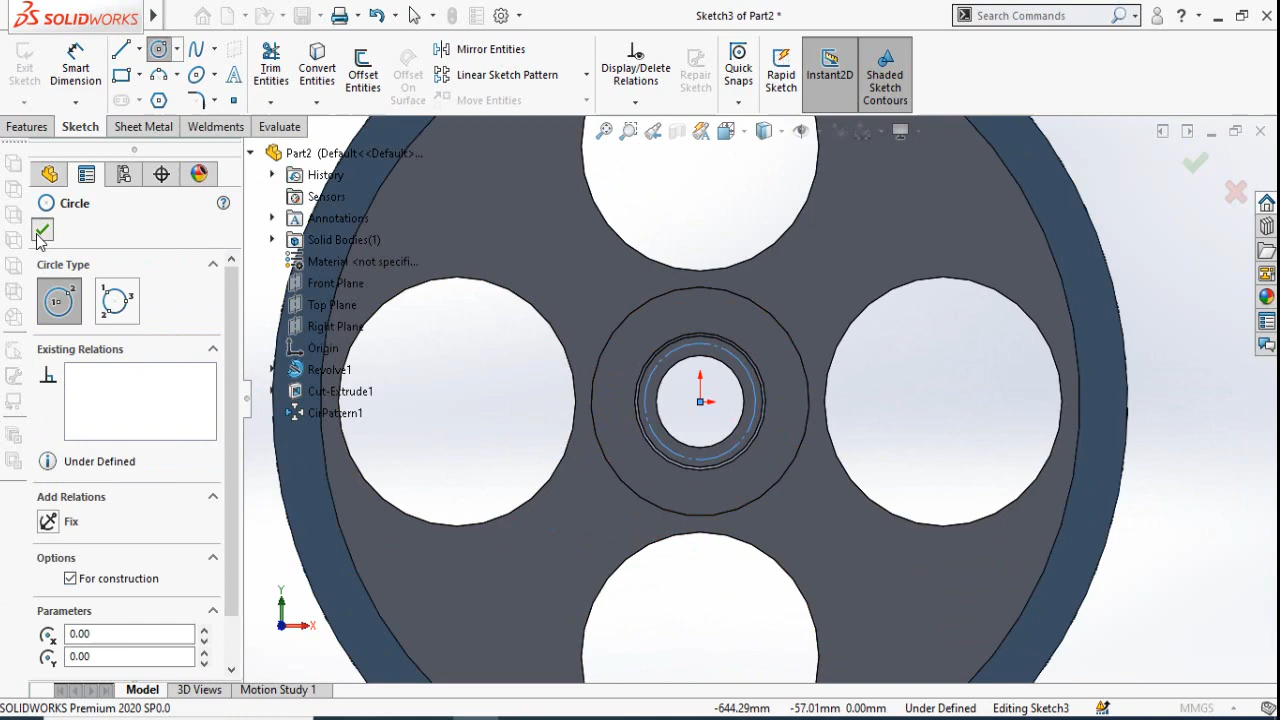 SOLIDWORKS
Sketch3 of Part2 *
Search Commands
Exit Sketch
Smart Dimension
Trim Entities
Convert Entities
Offset Entities
Offset On Surface
Mirror Entities
Linear Sketch Pattern
Move Entities
Display/Delete Relations
Repair Sketch
Quick Snaps
Rapid Sketch
Instant2D
Shaded Sketch Contours
Features
Sketch
Sheet Metal
Weldments
Evaluate
Circle
Circle Type
Existing Relations
Under Defined
Add Relations
Fix
Options
For construction
Parameters
0.00
0.00
Part2 (Default<<Default>...
History
Sensors
Annotations
Solid Bodies(1)
Material <not specifi...
Front Plane
Top Plane
Right Plane
Origin
Revolve1
Cut-Extrude1
CirPattern1
Y
X
Model
3D Views
Motion Study 1
SOLIDWORKS Premium 2020 SP0.0
-644.29mm
-57.01mm 0.00mm
Under Defined
Editing Sketch3
MMGS